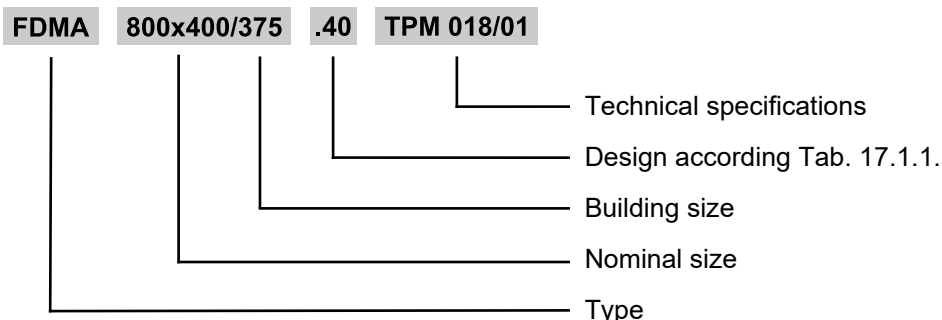 FDMA 800x400/375 .40 TPM 018/01
Technical specifications
Design according Tab. 17.1.1.
Building size
Nominal size
Type